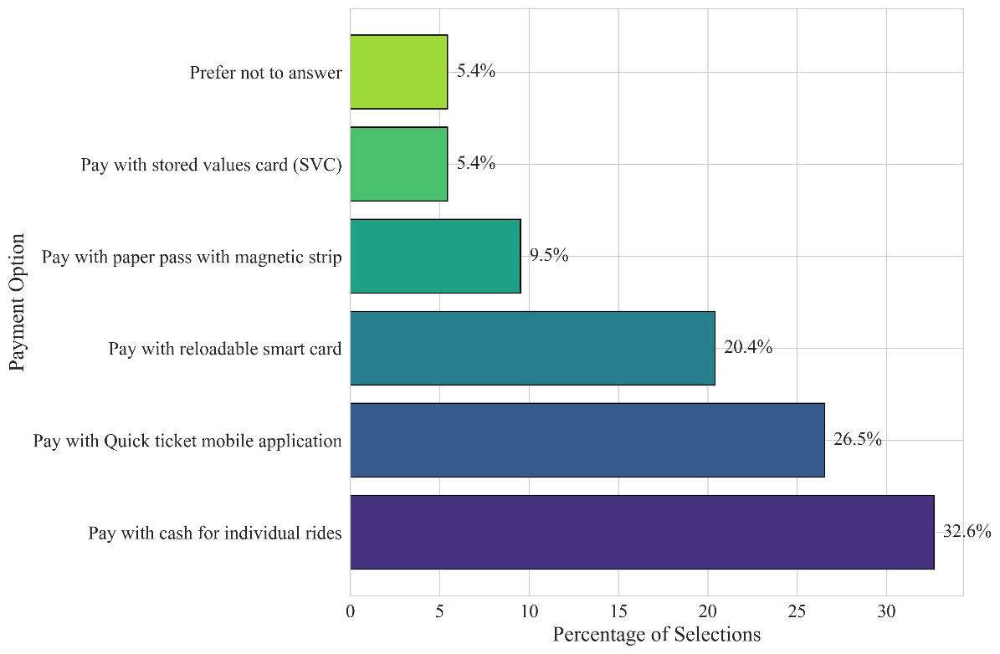 Prefer not to answer
5.4%
Pay with stored values card (SVC)
5.4%
Pay with paper pass with magnetic strip
9.5%
Pay with reloadable smart card
20.4%
Pay with Quick ticket mobile application
26.5%
Pay with cash for individual rides
32.6%
Payment Option
0 5 10 15 20 25 30
Percentage of Selections